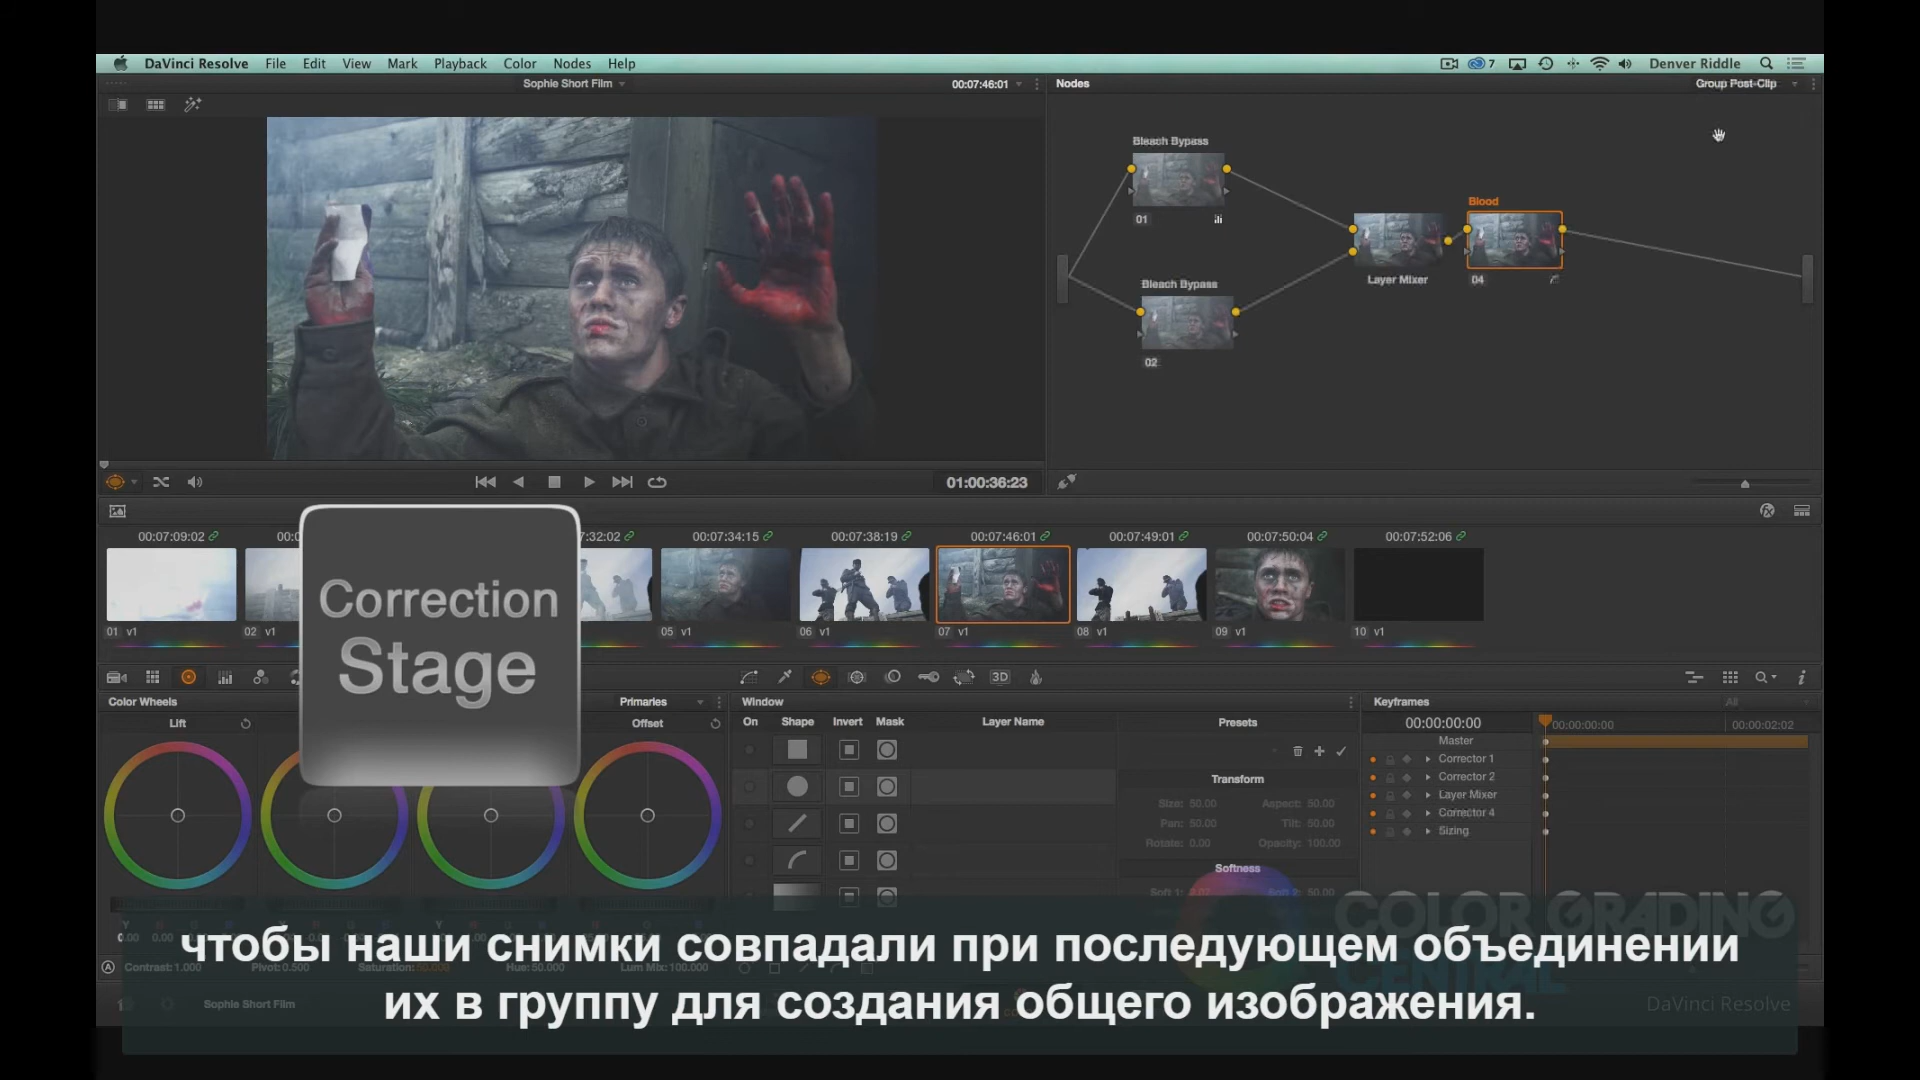 DaVinci Resolve File Edit View Mark Playback Color Nodes Help 7 Denver Riddle
Sophie Short Film 00:07:46:01 Nodes Group Post-Clip
Bleach Bypass
01
Blood
Layer Mixer 04
Bleach Bypass
02
01:00:36:23
00:07:09:02 00: 7:32:02 00:07:34:15 00:07:38:19 00:07:46:01 00:07:49:01 00:07:50:04 00:07:52:06
01 v1 02 05 v1 06 v1 07 v1 08 v1 09 v1 10 v1
Correction
Stage
3D
Color Wheels Primaries Window Keyframes All
Lift Offset On Shape Invert Mask Layer Name Presets 00:00:00:00 00:00:00:00 00:00:02:02
Master
Corrector 1
Corrector 2
Layer Mixer
Corrector 4
Sizing
Transform
Size: 50.00 Aspect: 50.00
Pan: 50.00 Tilt: 50.00
Rotate: 0.00 Opacity: 100.00
Softness
Soft 1: 2.07 Soft 2: 50.00
COLOR GRADING
CENTRAL
чтобы наши снимки совпадали при последующем объединении
их в группу для создания общего изображения.
A Contrast: 1.000 Pivot: 0.500 Saturation: 50.000 Hue: 50.000 Lum Mix: 100.000
Sophie Short Film DaVinci Resolve